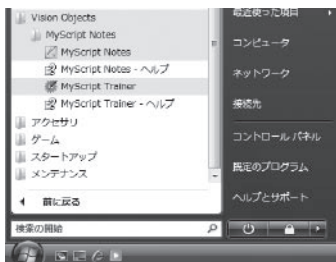 Vision Objects
MyScript Notes
MyScript Notes
MyScript Notes - ヘルプ
MyScript Trainer
MyScript Trainer - ヘルプ
アクセサリ
ゲーム
スタートアップ
メンテナンス
前に戻る
検索の開始
最近使った項目
コンピュータ
ネットワーク
接続先
コントロール パネル
既定のプログラム
ヘルプとサポート